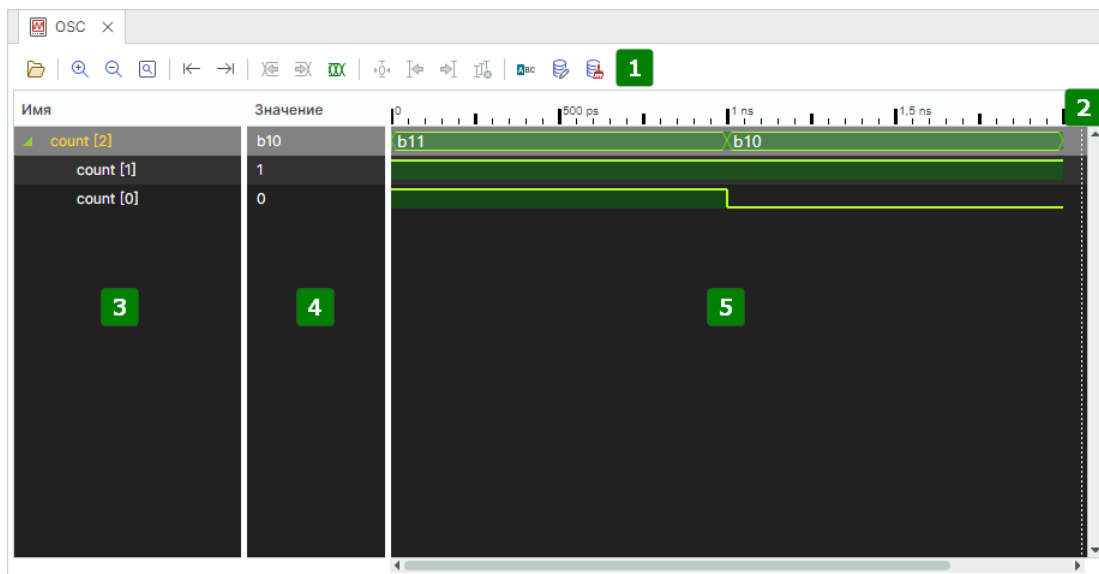 OSC
ABC 1
Имя Значение 0 500 ps 1 ns 1,5 ns 2
count [2] b10 b11 b10
count [1] 1
count [0] 0
3 4 5